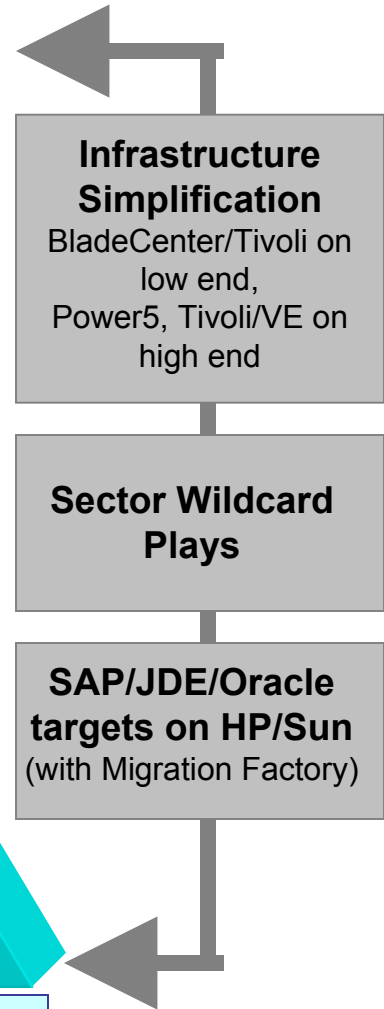 Infrastructure
Simplification
BladeCenter/Tivoli on
low end,
Power5, Tivoli/VE on
high end
Sector Wildcard
Plays
SAP/JDE/Oracle
targets on HP/Sun
(with Migration Factory)